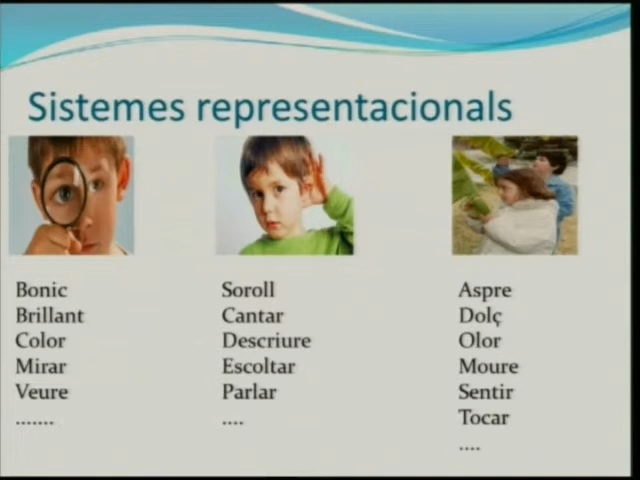 Sistemes representacionals
Bonic
Brillant
Color
Mirar
Veure
.......
Soroll
Cantar
Descriure
Escoltar
Parlar
....
Aspre
Dolç
Olor
Moure
Sentir
Tocar
....